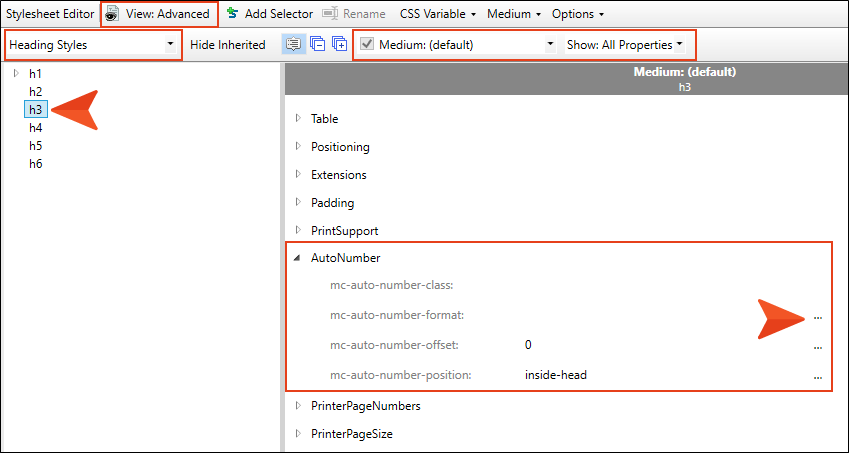 Stylesheet Editor View: Advanced Add Selector Rename CSS Variable Medium Options
Heading Styles Hide Inherited Medium: (default) Show: All Properties
h1
h2
h3
h4
h5
h6
Medium: (default)
h3
Table
Positioning
Extensions
Padding
PrintSupport
AutoNumber
mc-auto-number-class:
mc-auto-number-format: ...
mc-auto-number-offset: 0 ...
mc-auto-number-position: inside-head ...
PrinterPageNumbers
PrinterPageSize